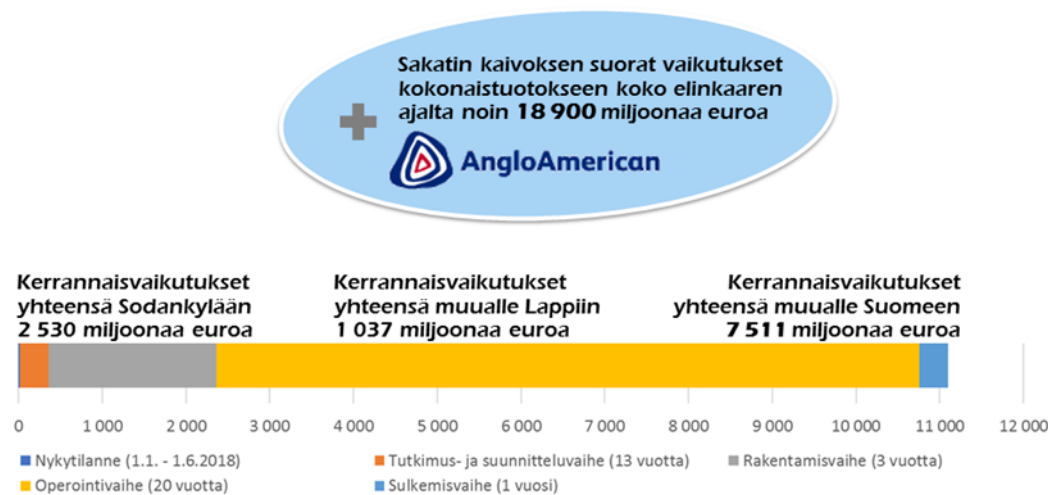 Sakatin kaivoksen suorat vaikutukset
kokonaistuotokseen koko elinkaaren
ajalta noin 18 900 miljoonaa euroa
AngloAmerican
Kerrannaisvaikutukset
yhteensä Sodankylään
2 530 miljoonaa euroa
Kerrannaisvaikutukset
yhteensä muualle Lappiin
1 037 miljoonaa euroa
Kerrannaisvaikutukset
yhteensä muualle Suomeen
7 511 miljoonaa euroa
0 1 000 2 000 3 000 4 000 5 000 6 000 7 000 8 000 9 000 10 000 11 000 12 000
Nykytilanne (1.1. - 1.6.2018) Tutkimus- ja suunnitteluvaihe (13 vuotta) Rakentamisvaihe (3 vuotta)
Operointivaihe (20 vuotta) Sulkemisvaihe (1 vuosi)